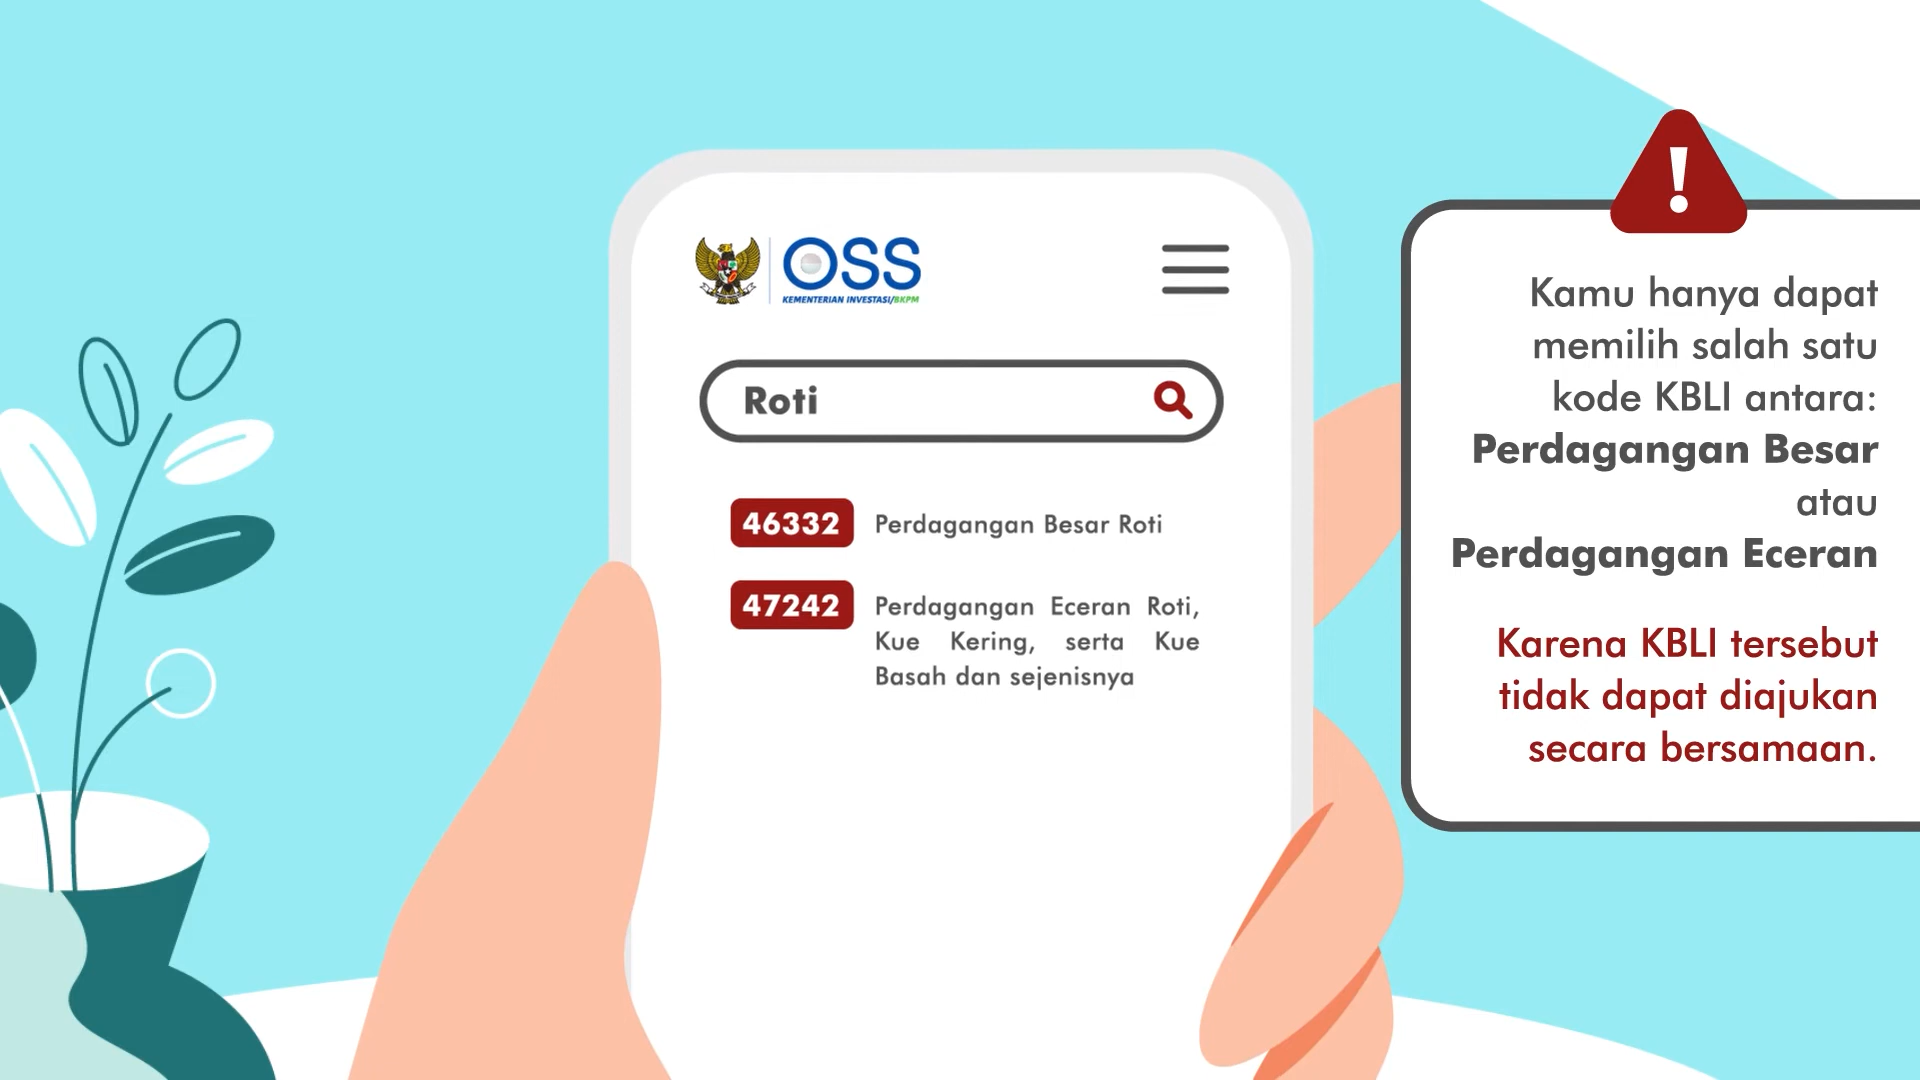 OSS
KEMENTERIAN INVESTASI/BKPM
Roti
46332 Perdagangan Besar Roti
47242 Perdagangan Eceran Roti,
Kue Kering, serta Kue
Basah dan sejenisnya
!
Kamu hanya dapat
memilih salah satu
kode KBLI antara:
Perdagangan Besar
atau
Perdagangan Eceran
Karena KBLI tersebut
tidak dapat diajukan
secara bersamaan.